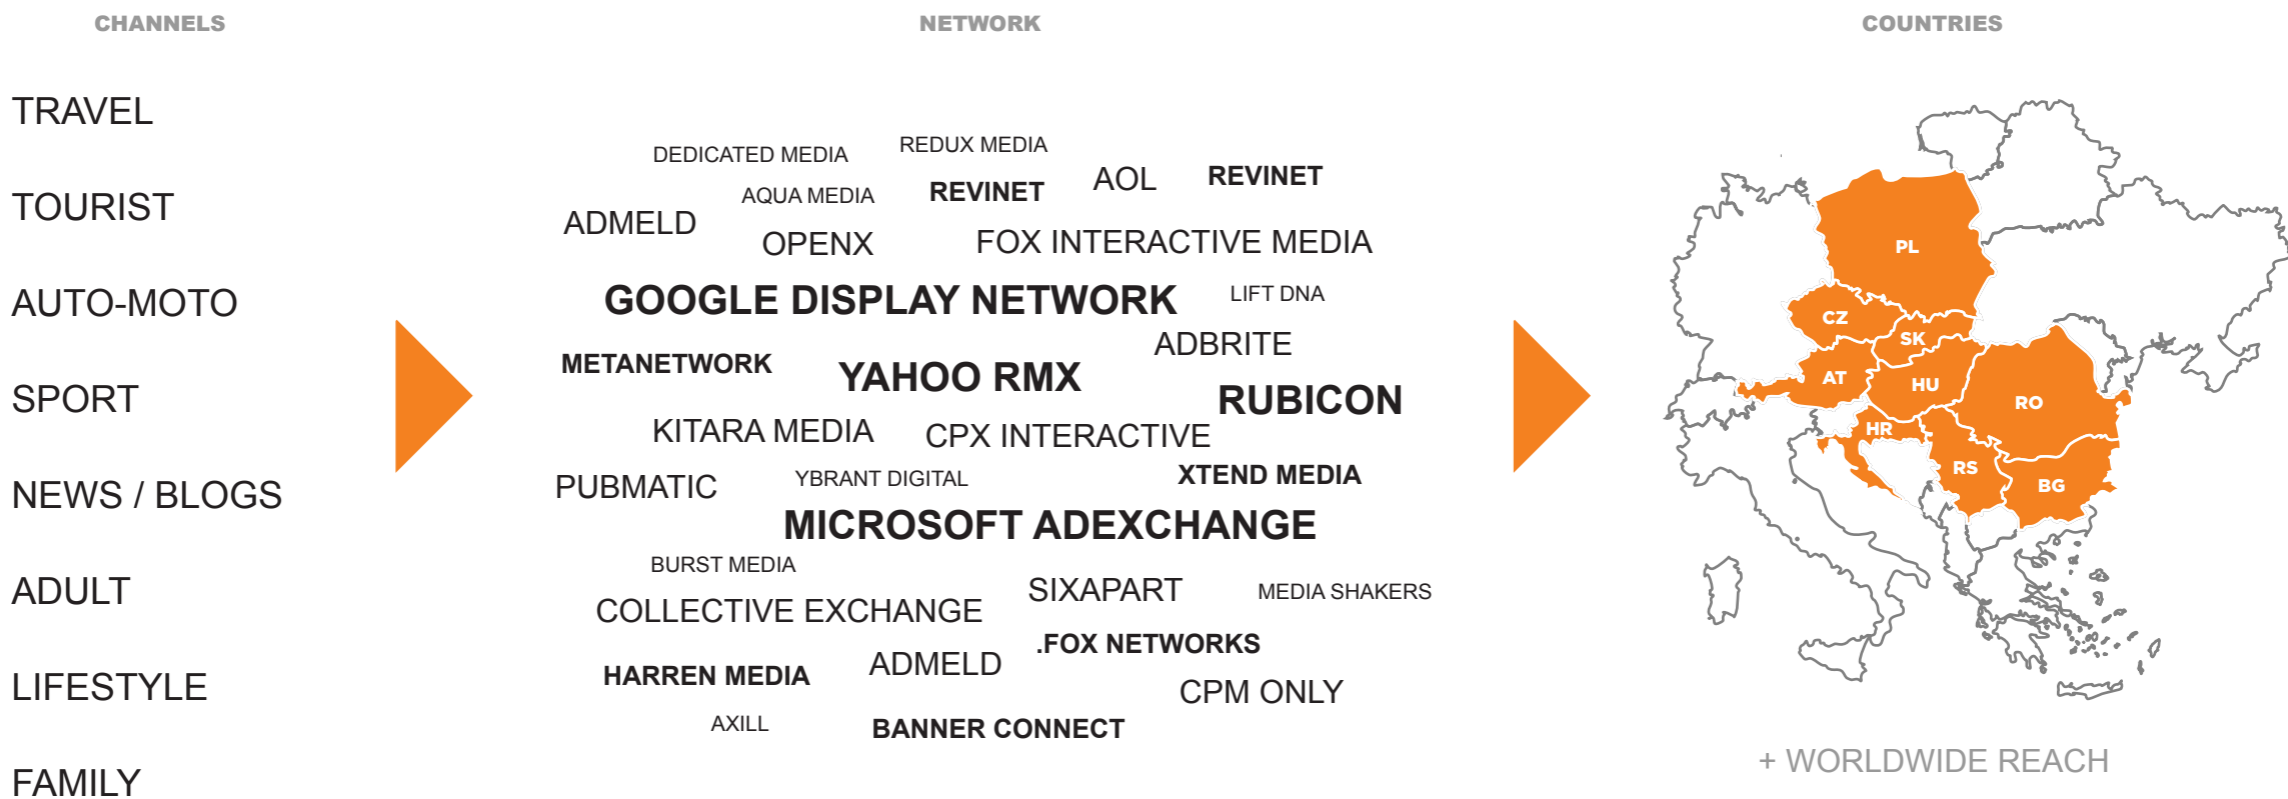 CHANNELS
TRAVEL
TOURIST
AUTO-MOTO
SPORT
NEWS / BLOGS
ADULT
LIFESTYLE
FAMILY
NETWORK
DEDICATED MEDIA
REDUX MEDIA
AQUA MEDIA
REVINET
AOL
REVINET
ADMELD
OPENX
FOX INTERACTIVE MEDIA
GOOGLE DISPLAY NETWORK
LIFT DNA
ADBRITE
METANETWORK
YAHOO RMX
RUBICON
KITARA MEDIA
CPX INTERACTIVE
PUBMATIC
YBRANT DIGITAL
XTEND MEDIA
MICROSOFT ADEXCHANGE
BURST MEDIA
SIXAPART
MEDIA SHAKERS
COLLECTIVE EXCHANGE
.FOX NETWORKS
HARREN MEDIA
ADMELD
CPM ONLY
AXILL
BANNER CONNECT
COUNTRIES
PL
CZ
SK
AT
HU
RO
HR
RS
BG
+ WORLDWIDE REACH